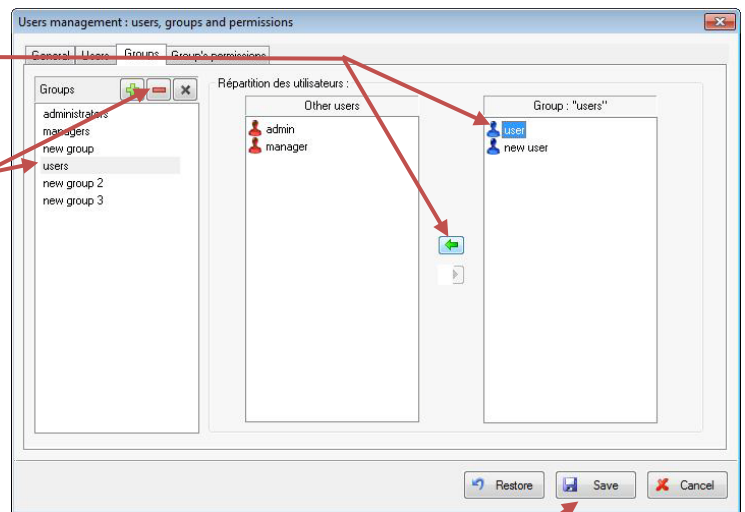 Users management : users, groups and permissions
General Users Groups Group's permissions
Groups
administrators
managers
new group
users
new group 2
new group 3
Répartition des utilisateurs :
Other users
admin
manager
Group : "users"
user
new user
Restore Save Cancel